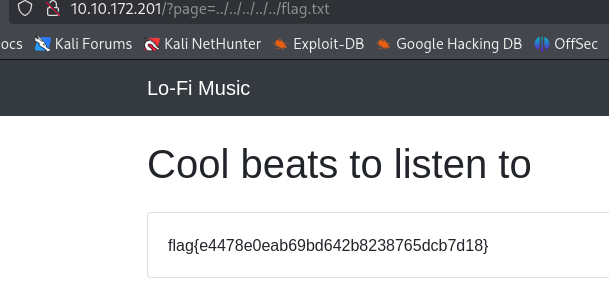 10.10.172.201/?page=../../../../../flag.txt
ocs Kali Forums Kali NetHunter Exploit-DB Google Hacking DB OffSec
Lo-Fi Music
Cool beats to listen to
flag{e4478e0eab69bd642b8238765dcb7d18}